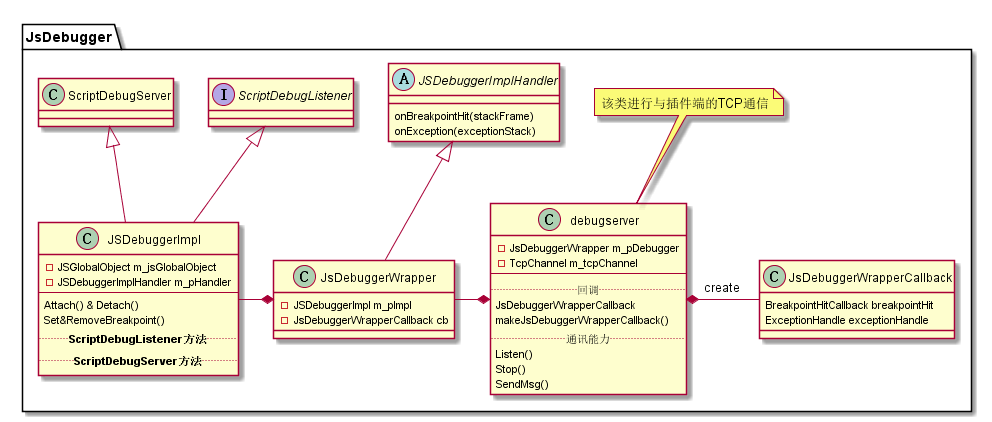 JsDebugger
C ScriptDebugServer
I ScriptDebugListener
A JSDebuggerImplHandler
onBreakpointHit(stackFrame)
onException(exceptionStack)
该类进行与插件端的TCP通信
C JSDebuggerImpl
JSGlobalObject m_jsGlobalObject
JSDebuggerImplHandler m_pHandler
Attach() & Detach()
Set&RemoveBreakpoint()
ScriptDebugListener方法
ScriptDebugServer方法
C JsDebuggerWrapper
JSDebuggerImpl m_pImpl
JsDebuggerWrapperCallback cb
C debugserver
JsDebuggerWrapper m_pDebugger
TcpChannel m_tcpChannel
回调
JsDebuggerWrapperCallback
makeJsDebuggerWrapperCallback()
通讯能力
Listen()
Stop()
SendMsg()
create
C JsDebuggerWrapperCallback
BreakpointHitCallback breakpointHit
ExceptionHandle exceptionHandle